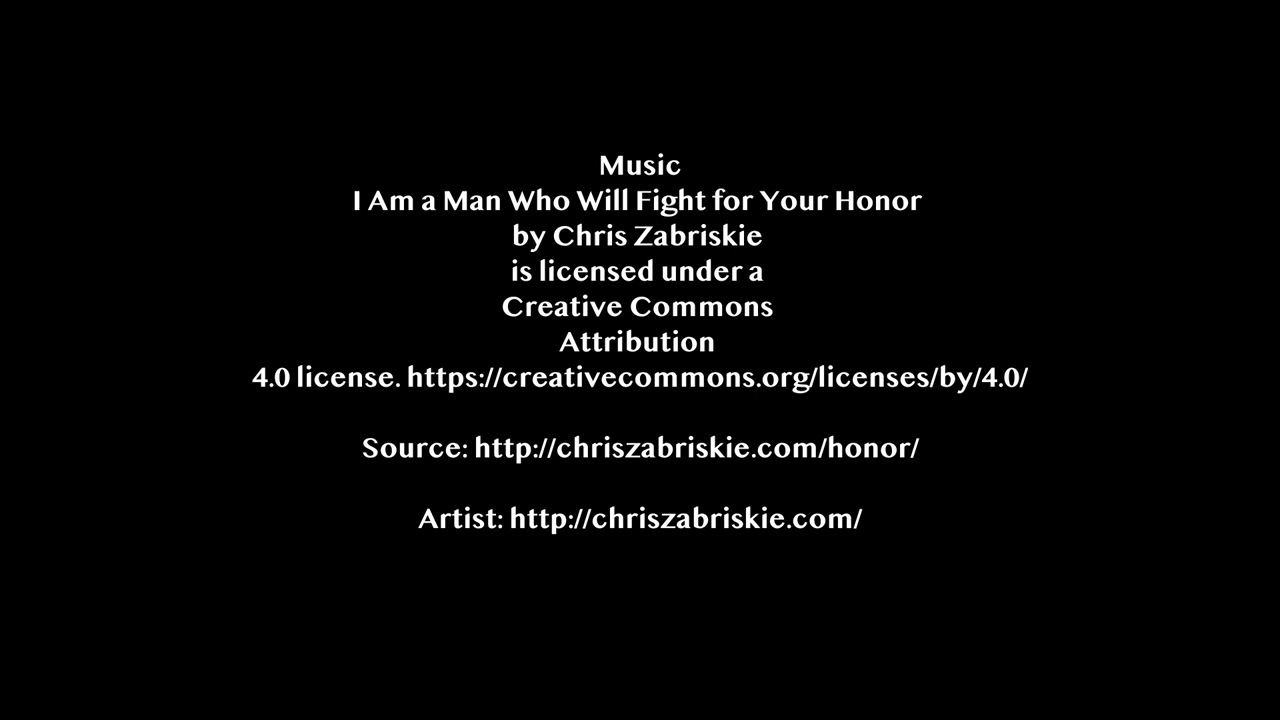 Music
I Am a Man Who Will Fight for Your Honor
by Chris Zabriskie
is licensed under a
Creative Commons
Attribution
4.0 license. https://creativecommons.org/licenses/by/4.0/
Source: http://chriszabriskie.com/honor/
Artist: http://chriszabriskie.com/